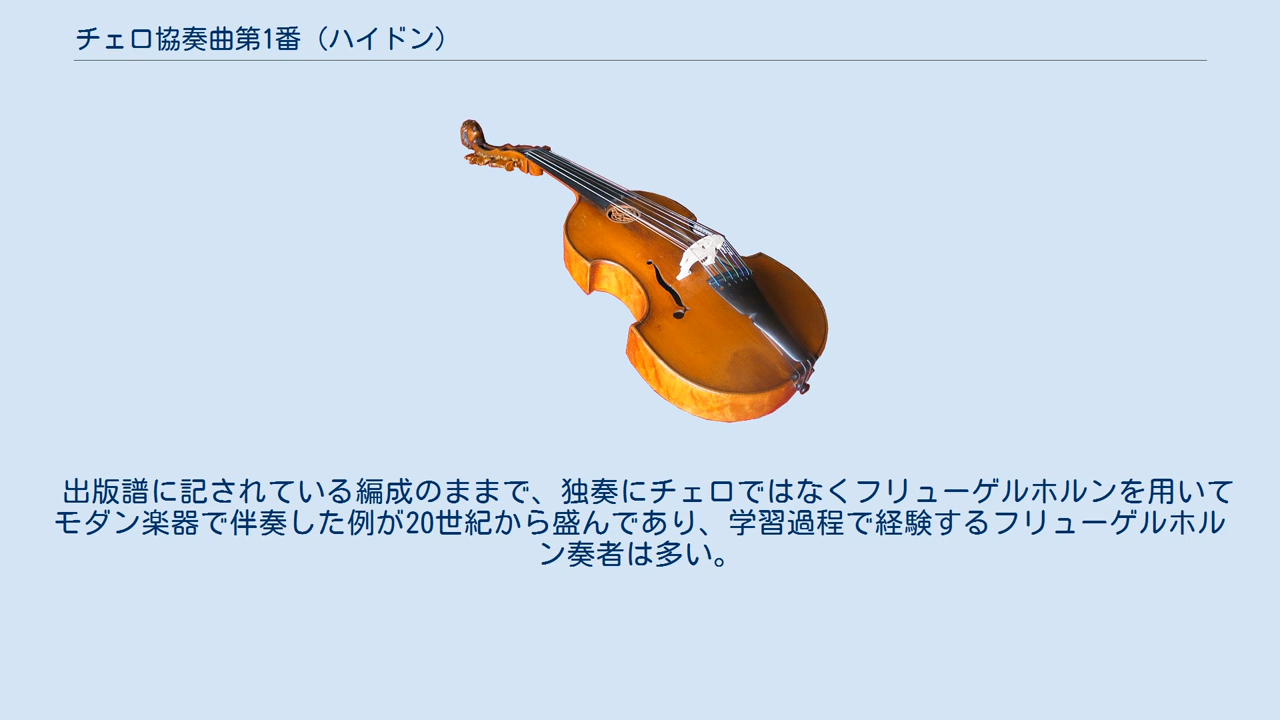 チェロ協奏曲第1番（ハイドン）
出版譜に記されている編成のままで、独奏にチェロではなくフリューゲルホルンを用いて
モダン楽器で伴奏した例が20世紀から盛んであり、学習過程で経験するフリューゲルホル
ン奏者は多い。